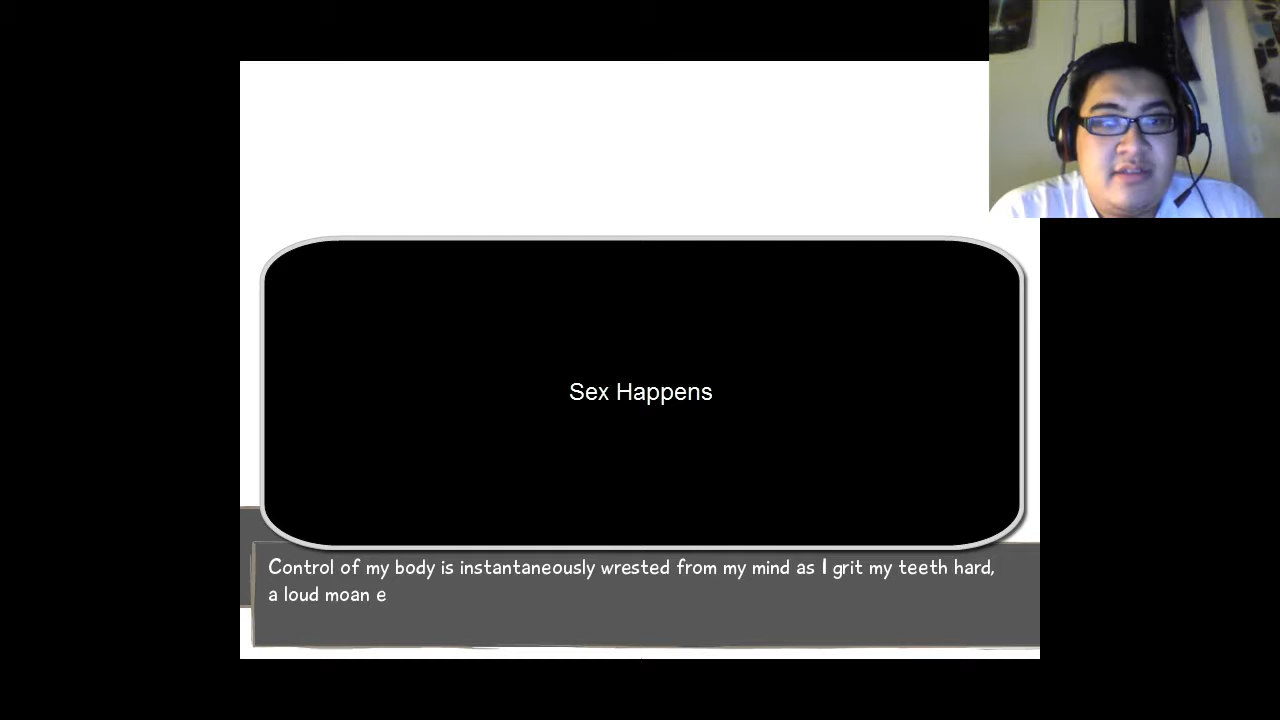 Sex Happens
Control of my body is instantaneously wrested from my mind as I grit my teeth hard,
a loud moan e